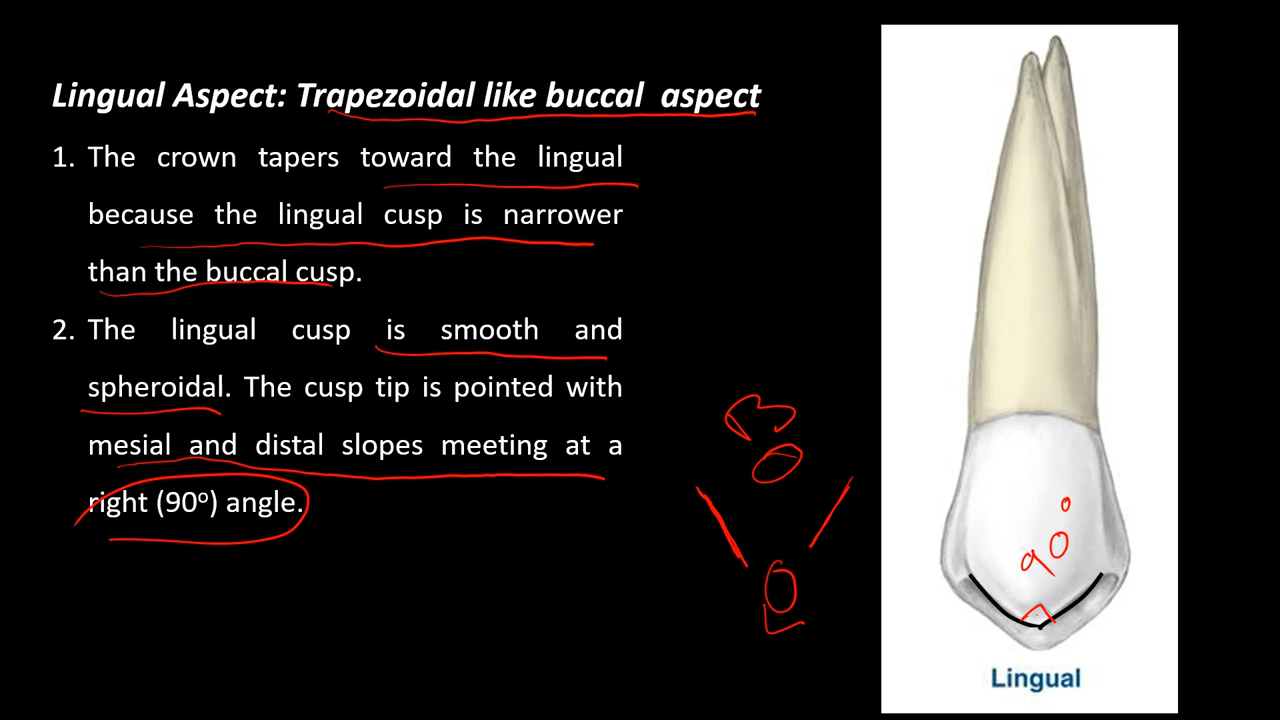 Lingual Aspect: Trapezoidal like buccal aspect
1. The crown tapers toward the lingual
because the lingual cusp is narrower
than the buccal cusp.
2. The lingual cusp is smooth and
spheroidal. The cusp tip is pointed with
mesial and distal slopes meeting at a
right (90º) angle.
B
L
90°
Lingual